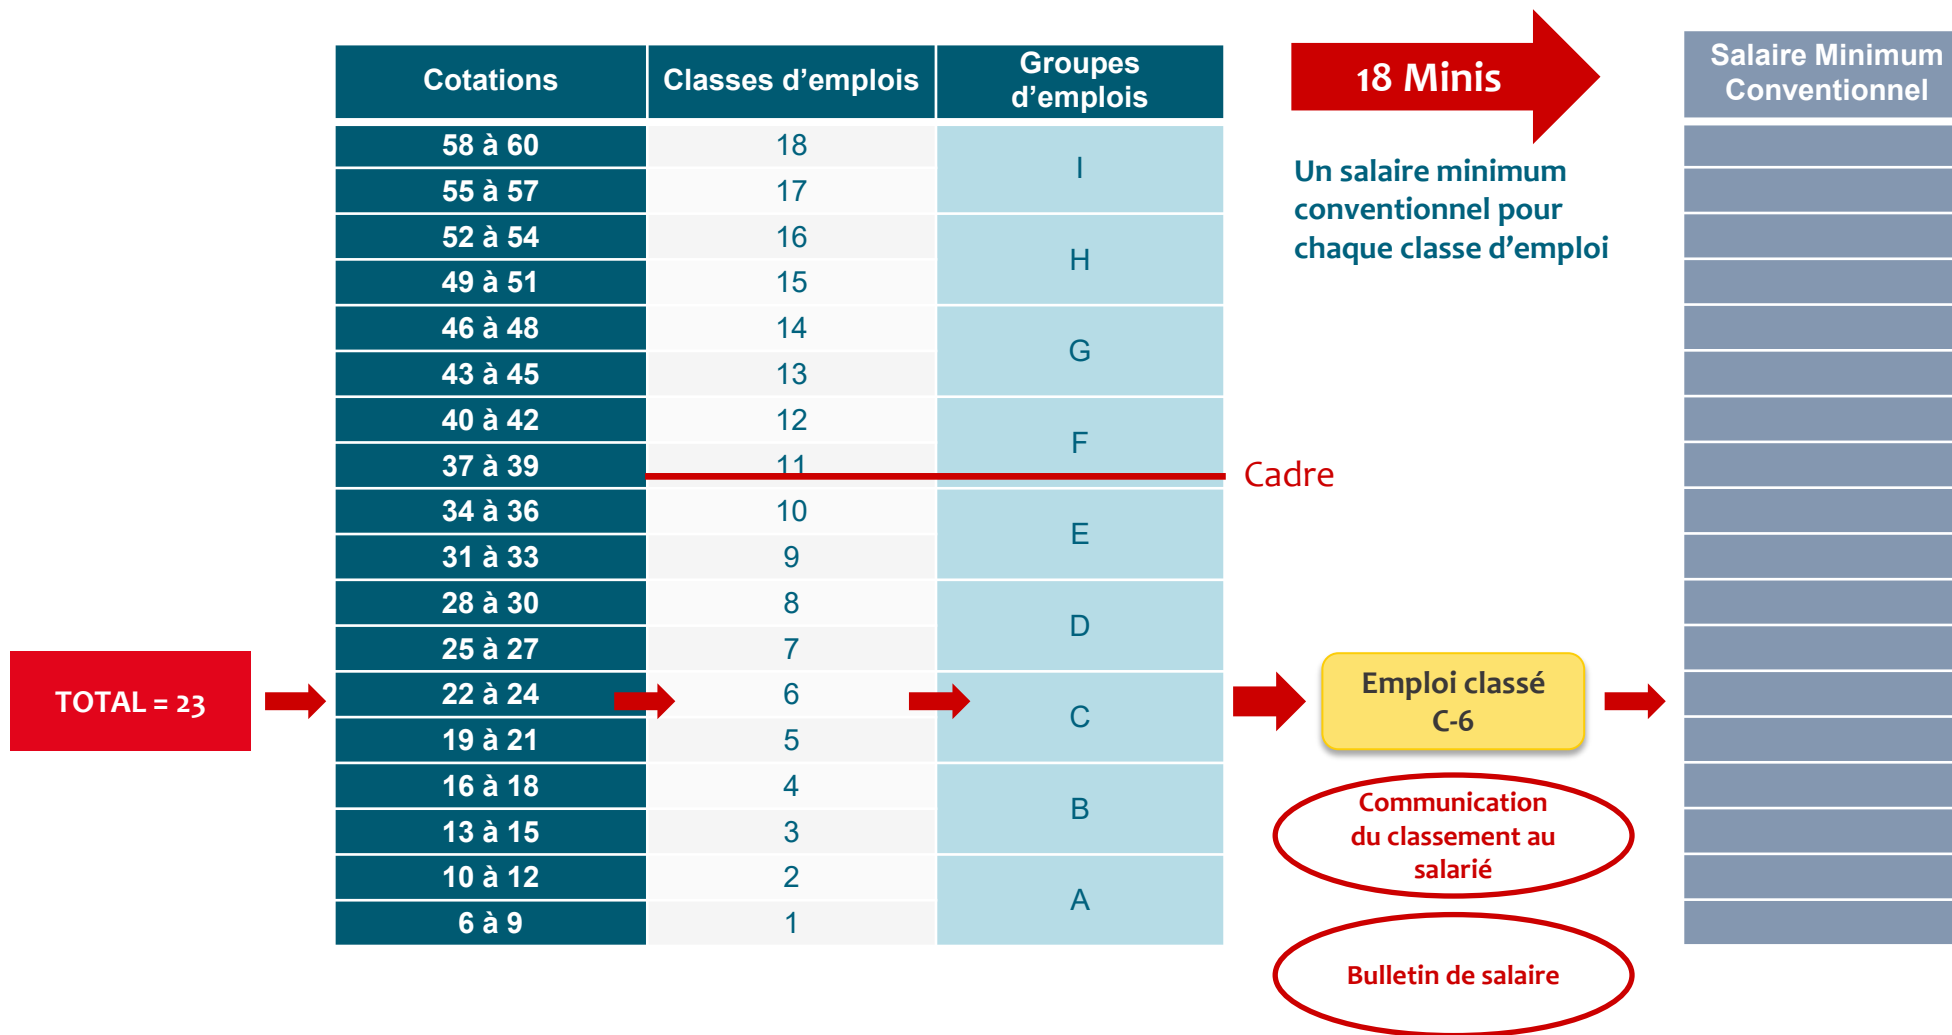 Cotations
Classes d’emplois
Groupes
d’emplois
18 Minis
Salaire Minimum
Conventionnel
58 à 60
18
I
55 à 57
17
Un salaire minimum
conventionnel pour
chaque classe d’emploi
52 à 54
16
H
49 à 51
15
46 à 48
14
G
43 à 45
13
40 à 42
12
F
37 à 39
11
Cadre
34 à 36
10
E
31 à 33
9
28 à 30
8
D
25 à 27
7
TOTAL = 23
22 à 24
6
C
Emploi classé
C-6
19 à 21
5
16 à 18
4
B
13 à 15
3
Communication
du classement au
salarié
10 à 12
2
A
6 à 9
1
Bulletin de salaire